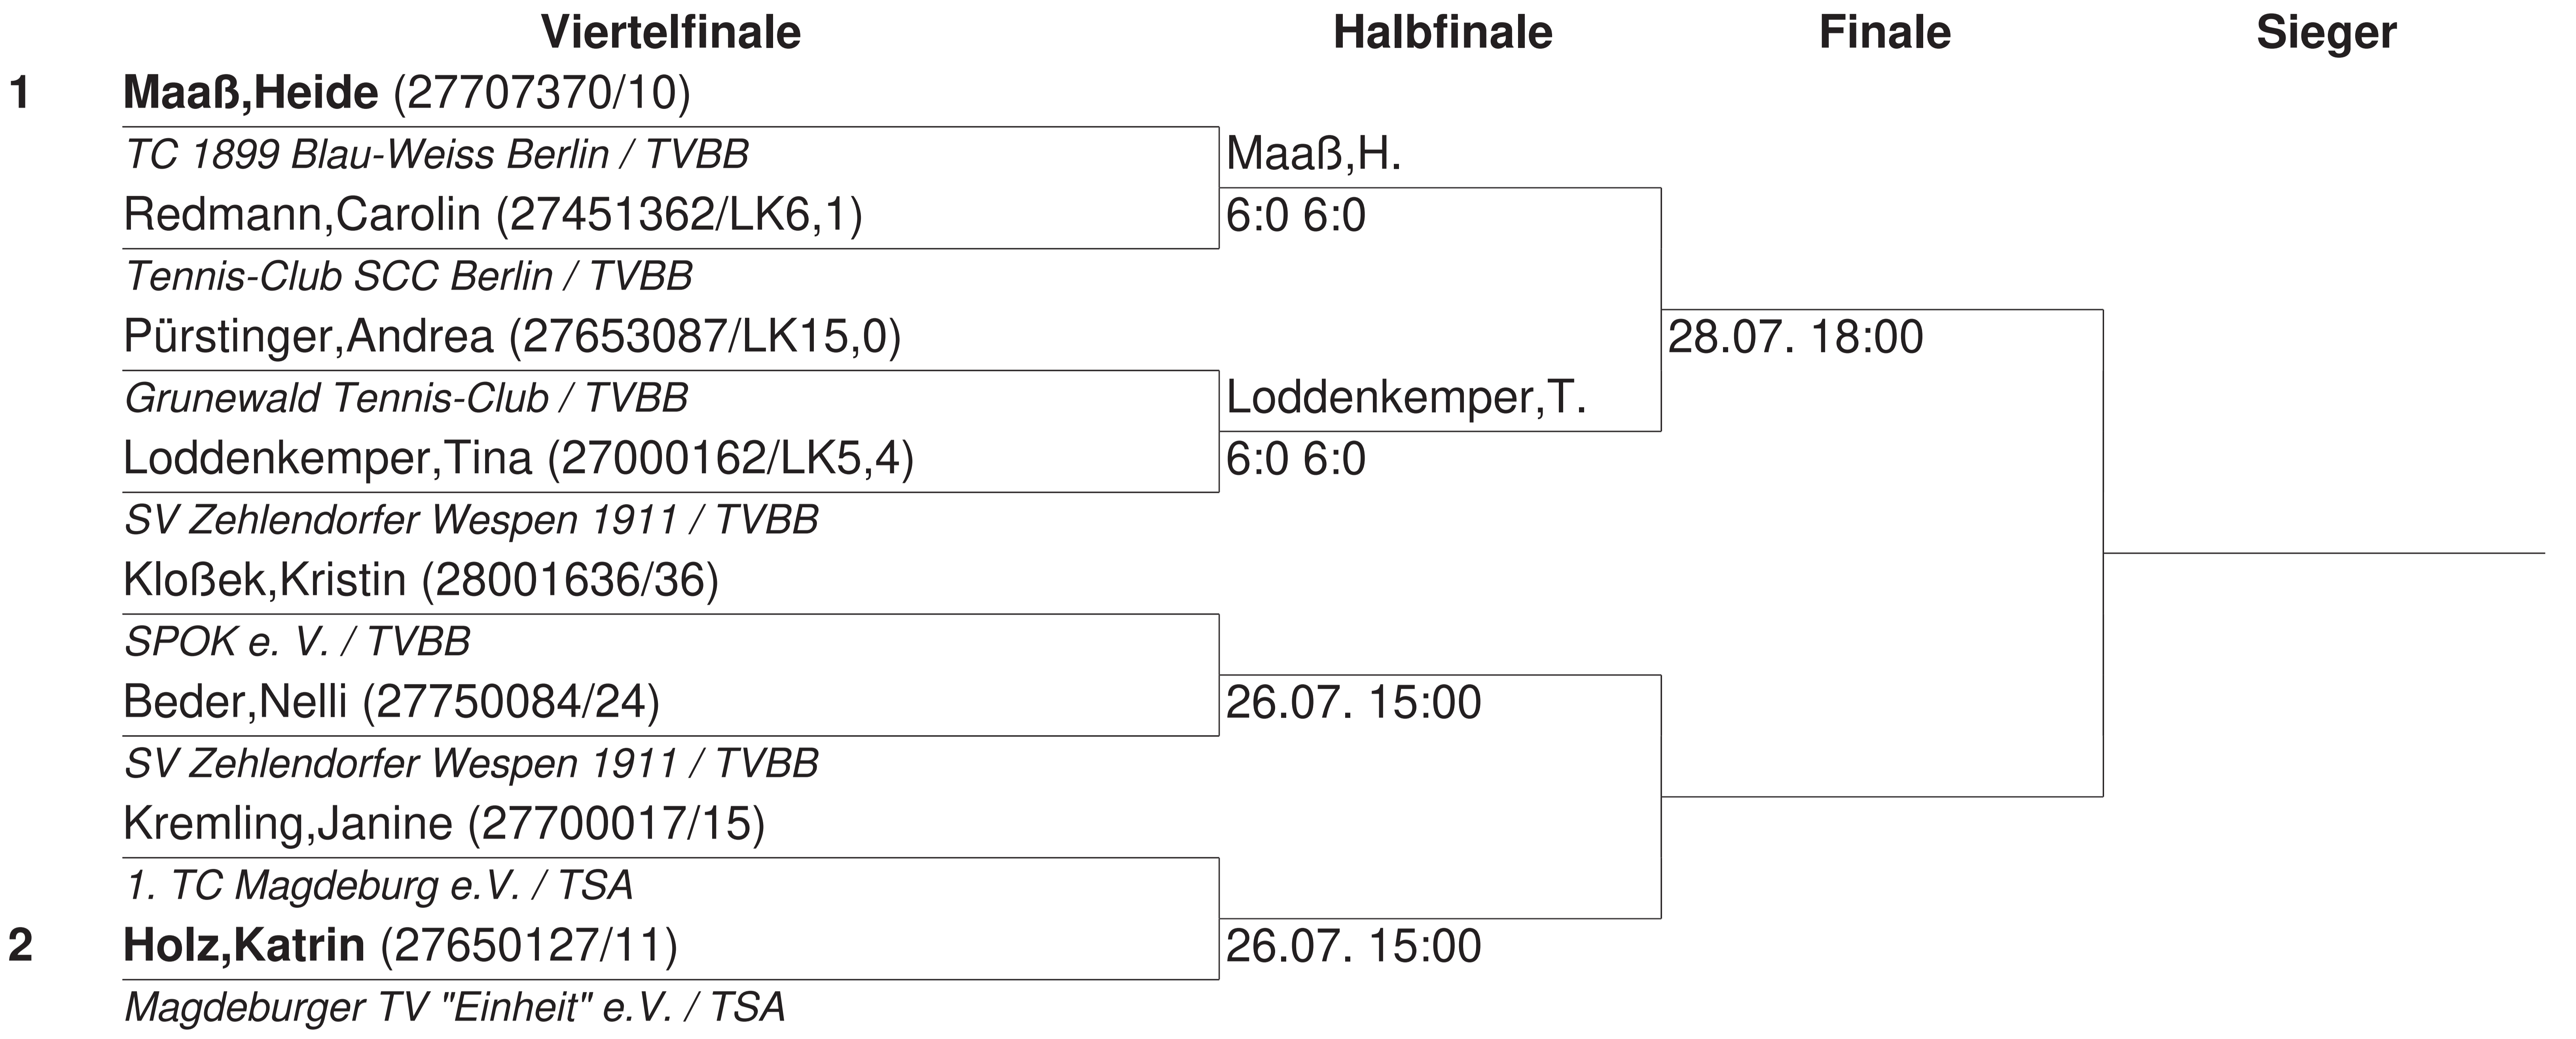 Viertelfinale Halbfinale Finale Sieger
1 Maaß,Heide (27707370/10)
TC 1899 Blau-Weiss Berlin / TVBB Maaß,H.
Redmann,Carolin (27451362/LK6,1) 6:0 6:0
Tennis-Club SCC Berlin / TVBB
Pürstinger,Andrea (27653087/LK15,0) 28.07. 18:00
Grunewald Tennis-Club / TVBB Loddenkemper,T.
Loddenkemper,Tina (27000162/LK5,4) 6:0 6:0
SV Zehlendorfer Wespen 1911 / TVBB
Kloßek,Kristin (28001636/36)
SPOK e. V. / TVBB
Beder,Nelli (27750084/24) 26.07. 15:00
SV Zehlendorfer Wespen 1911 / TVBB
Kremling,Janine (27700017/15)
1. TC Magdeburg e.V. / TSA
2 Holz,Katrin (27650127/11) 26.07. 15:00
Magdeburger TV "Einheit" e.V. / TSA